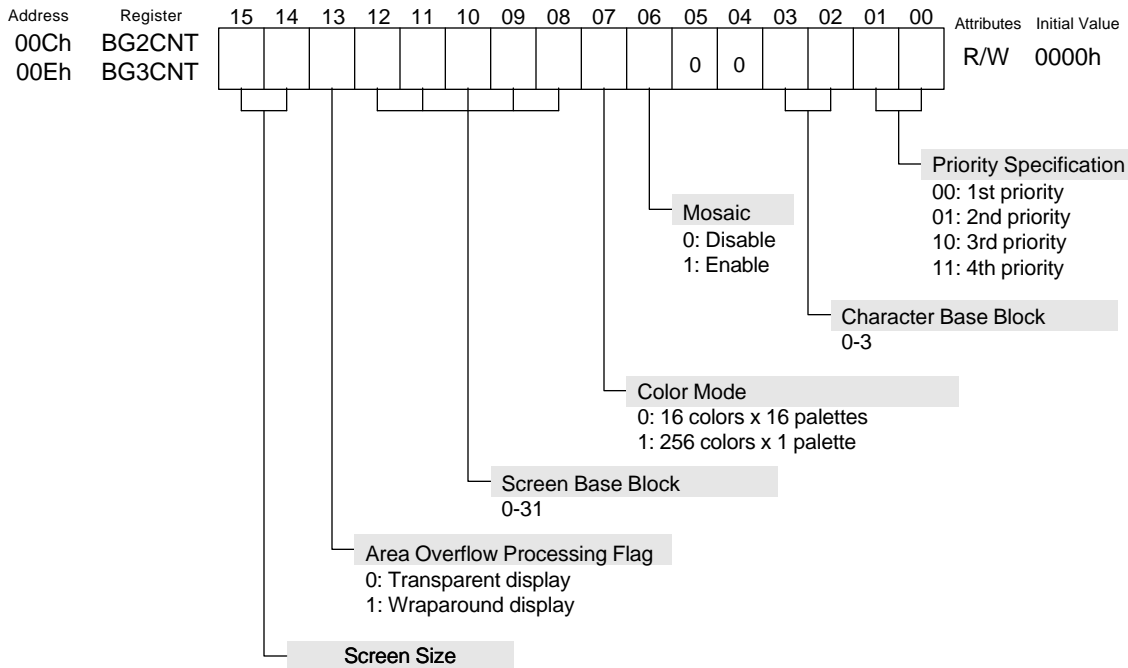 Address Register 15 14 13 12 11 10 09 08 07 06 05 04 03 02 01 00 Attributes Initial Value
00Ch BG2CNT R/W 0000h
00Eh BG3CNT 0 0
Priority Specification
00: 1st priority
01: 2nd priority
10: 3rd priority
11: 4th priority
Mosaic
0: Disable
1: Enable
Character Base Block
0-3
Color Mode
0: 16 colors x 16 palettes
1: 256 colors x 1 palette
Screen Base Block
0-31
Area Overflow Processing Flag
0: Transparent display
1: Wraparound display
Screen Size